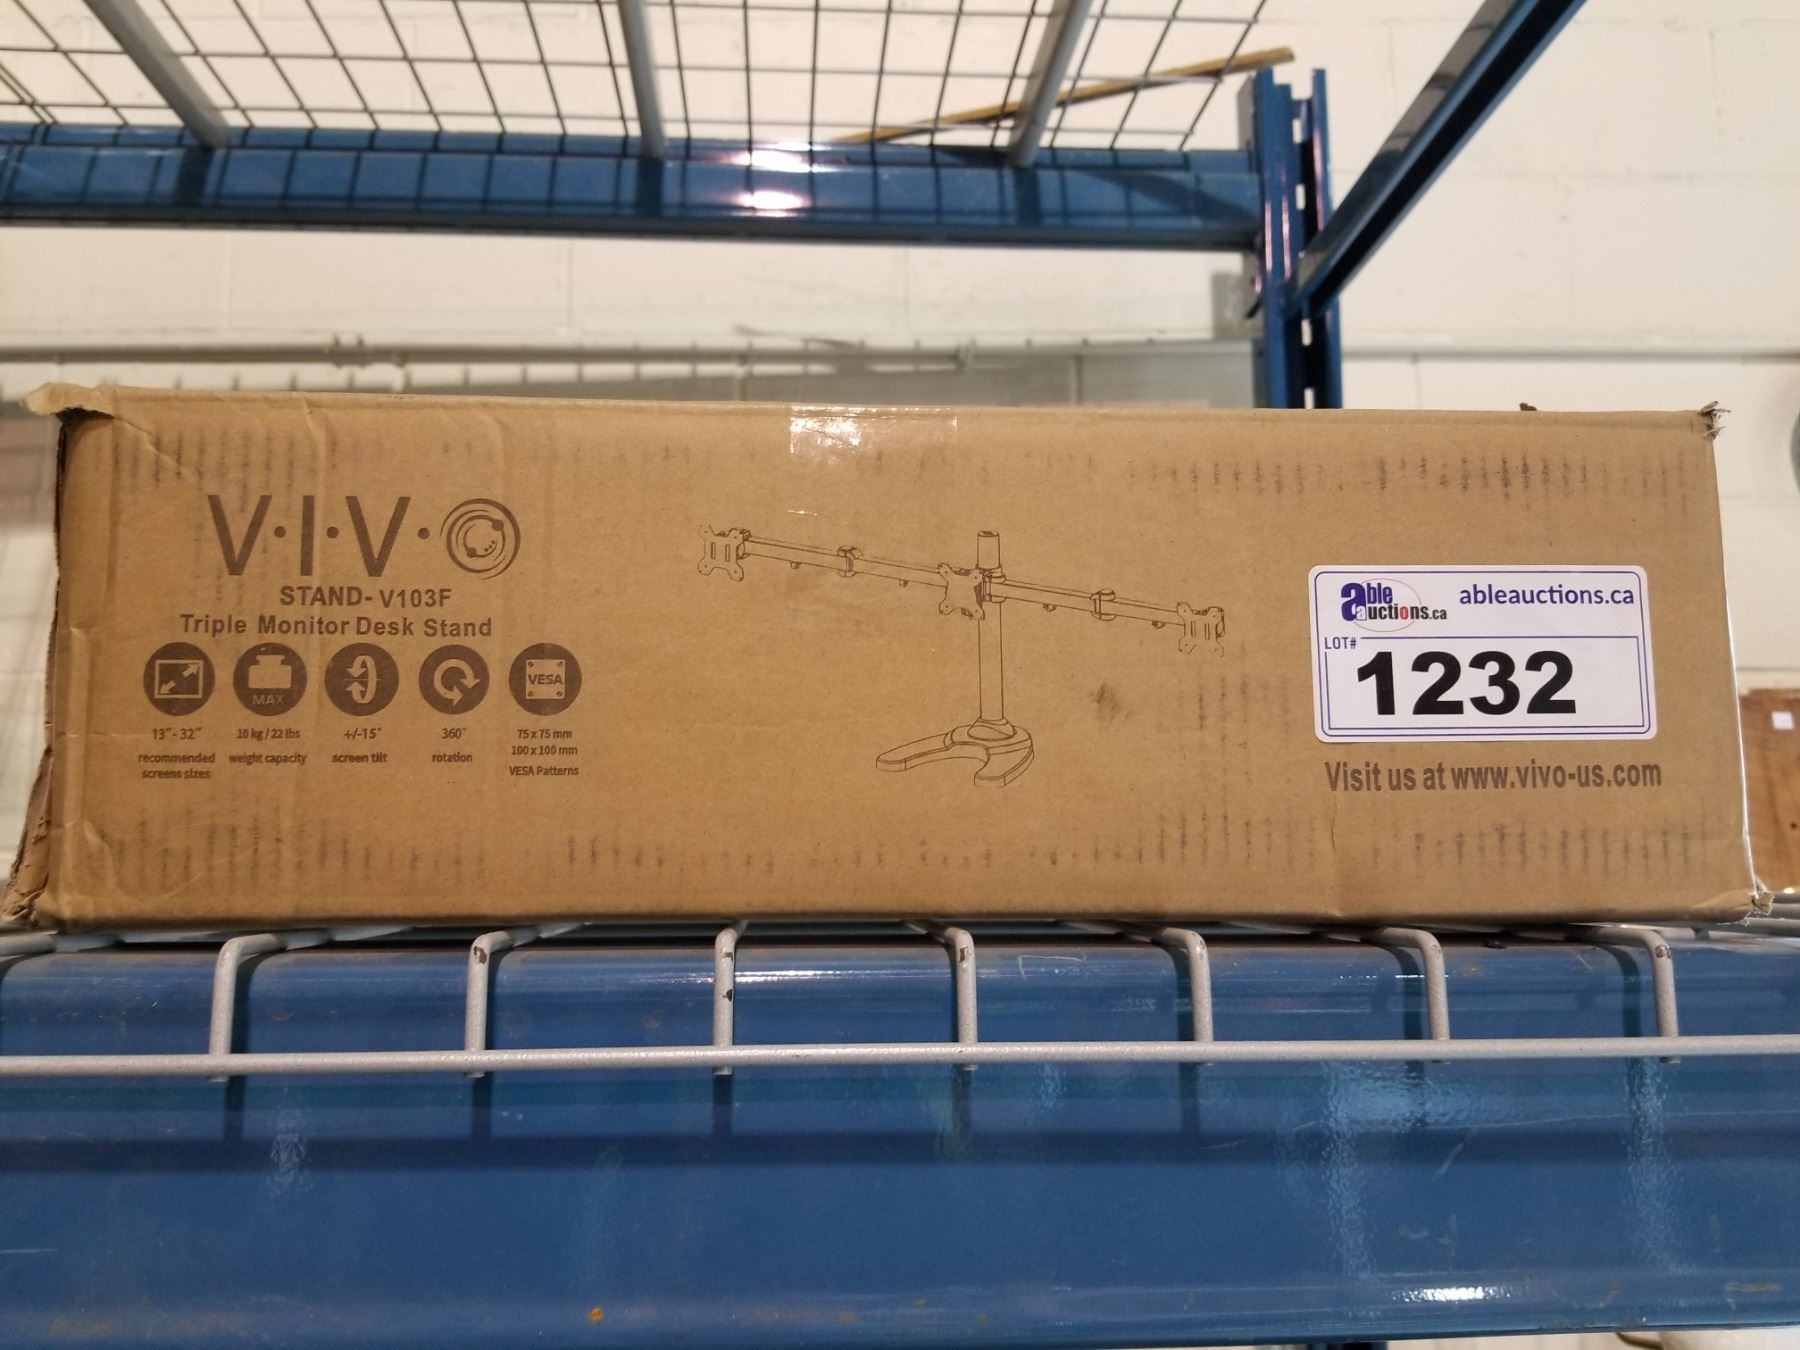 V·I·V·O
STAND-V103F
Triple Monitor Desk Stand
MAX
VESA
13"-32"
recommended
screens sizes
10 kg / 22 lbs
weight capacity
+/-15°
screen tilt
360°
rotation
75 x 75 mm
100 x 100 mm
VESA Patterns
able auctions.ca
ableauctions.ca
LOT#
1232
Visit us at www.vivo-us.com